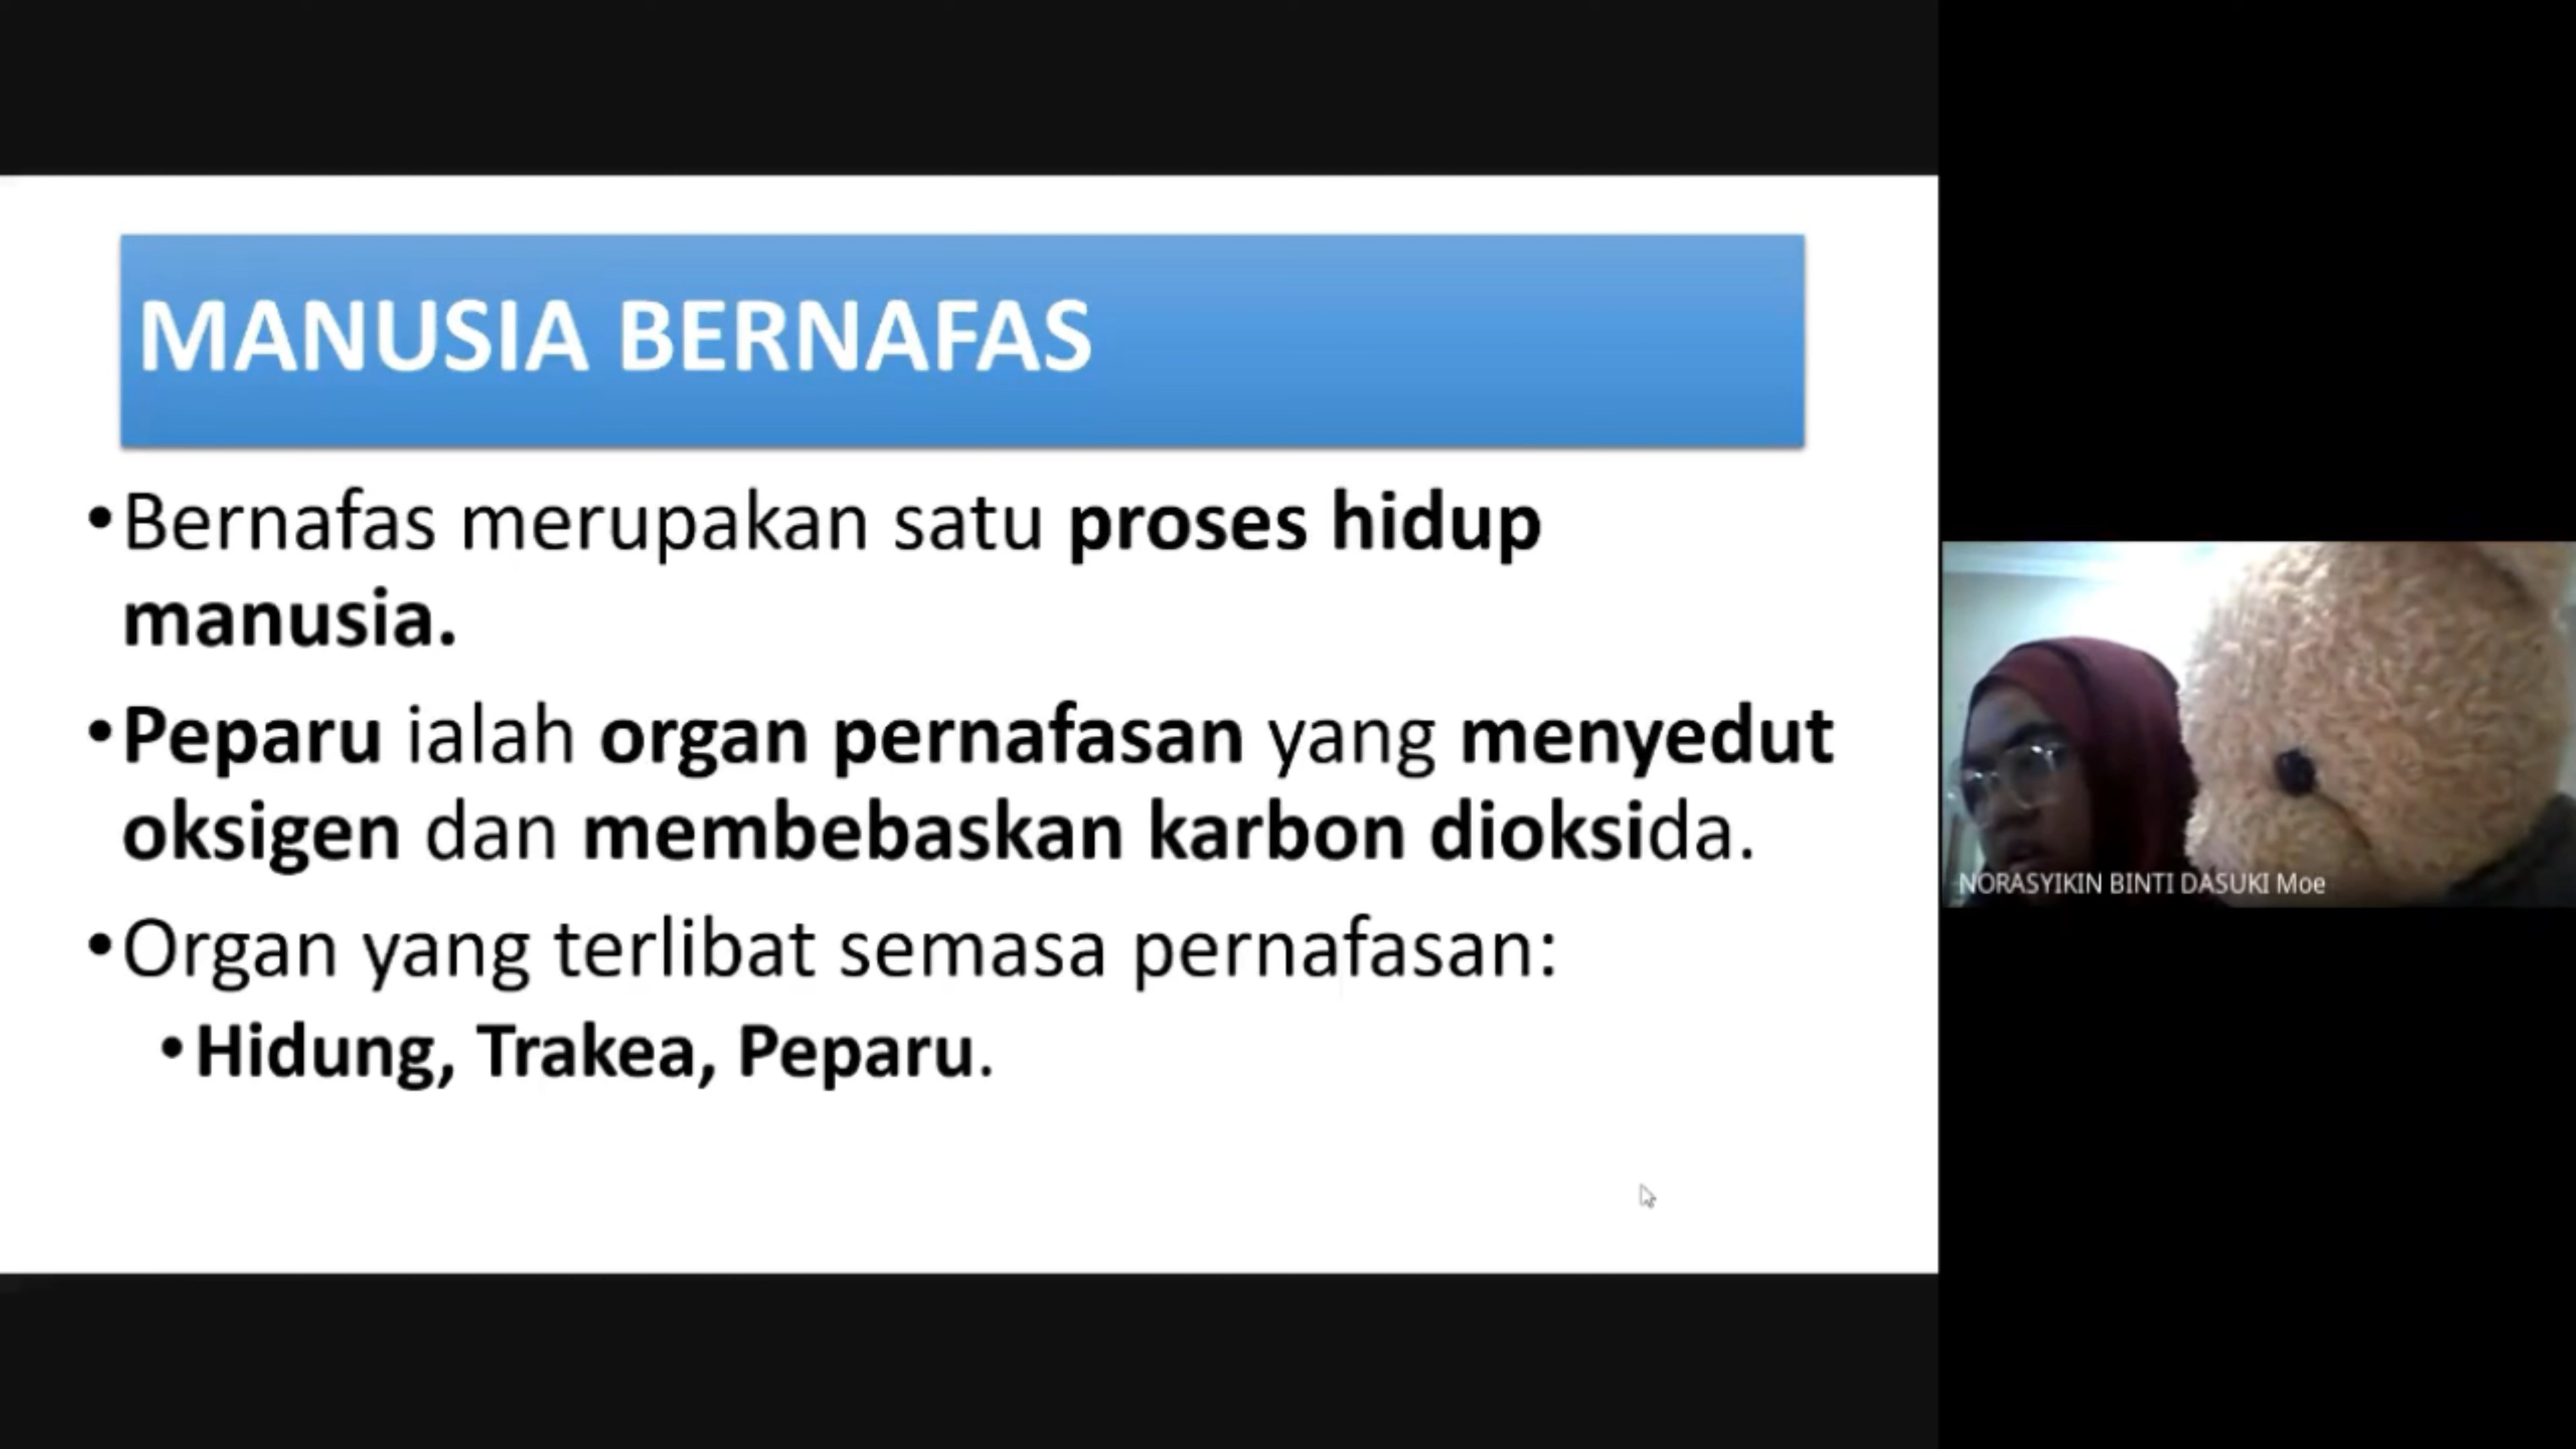 MANUSIA BERNAFAS
•Bernafas merupakan satu proses hidup
manusia.
•Peparu ialah organ pernafasan yang menyedut
oksigen dan membebaskan karbon dioksida.
•Organ yang terlibat semasa pernafasan:
•Hidung, Trakea, Peparu.
NORASYIKIN BINTI DASUKI Moe